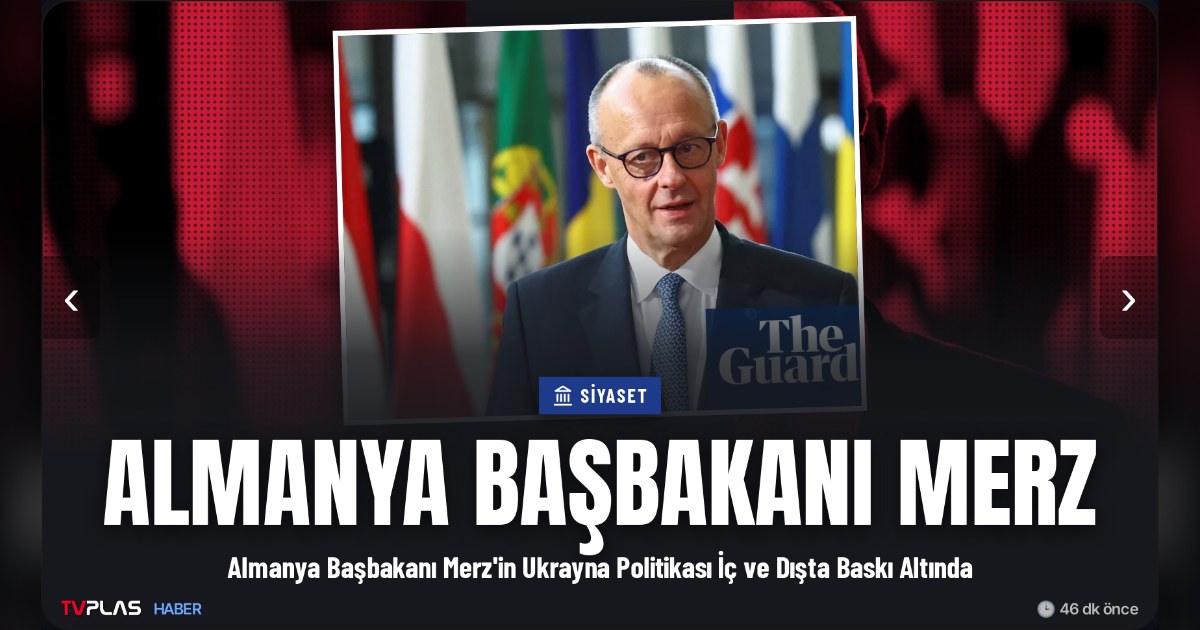 The
Guard
SİYASET
ALMANYA BAŞBAKANI MERZ
Almanya Başbakanı Merz'in Ukrayna Politikası İç ve Dışta Baskı Altında
TVPLAS HABER
46 dk önce